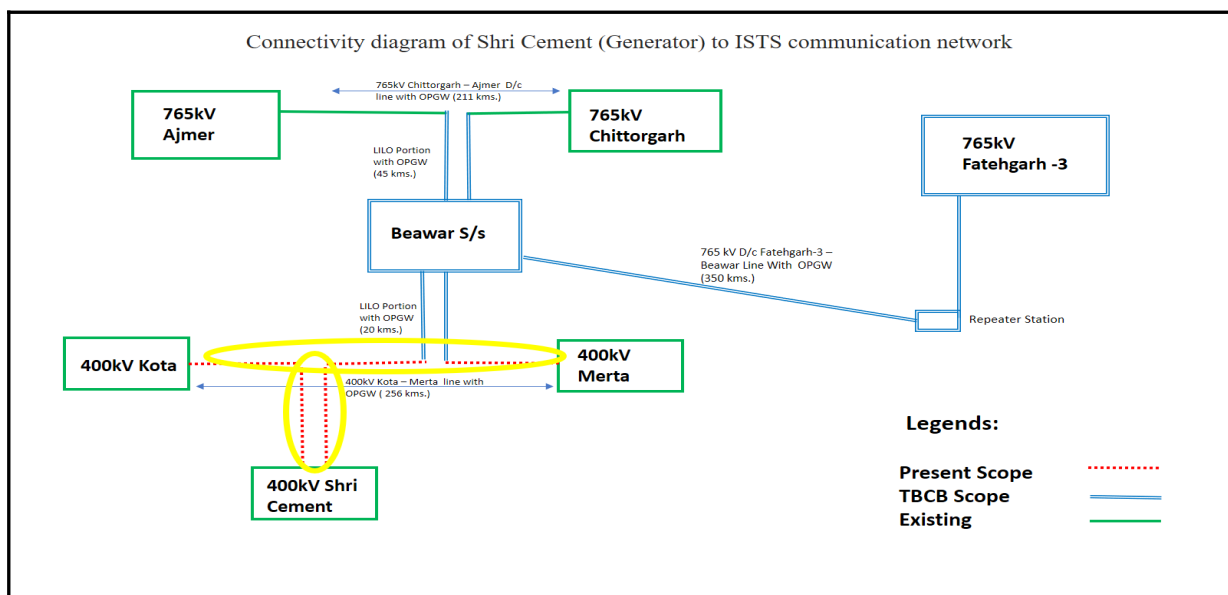 Connectivity diagram of Shri Cement (Generator) to ISTS communication network
765kV Chittorgarh – Ajmer D/c
line with OPGW (211 kms.)
765kV
Ajmer
765kV
Chittorgarh
765kV
Fatehgarh -3
LILO Portion
with OPGW
(45 kms.)
Beawar S/s
765 kV D/c Fatehgarh-3 –
Beawar Line With OPGW
(350 kms.)
LILO Portion
with OPGW
(20 kms.)
Repeater Station
400kV Kota
400kV
Merta
400kV Kota – Merta line with
OPGW ( 256 kms.)
400kV Shri
Cement
Legends:
Present Scope
TBCB Scope
Existing